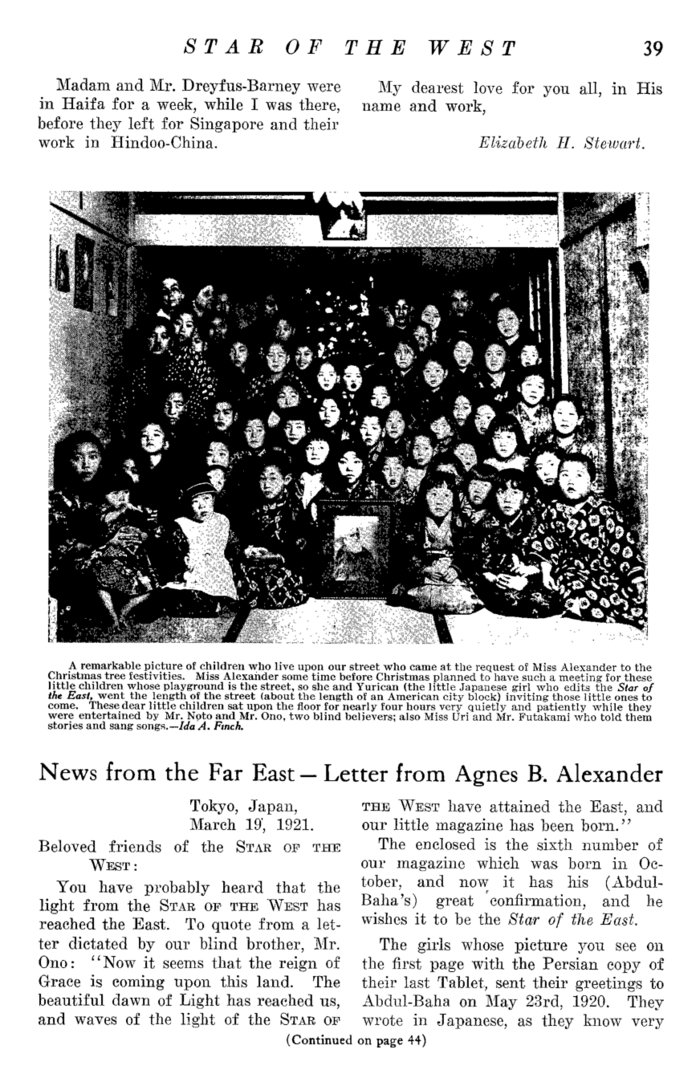 STAR OF THE WEST 39
Madam and Mr. Dreyfus-Barney were
in Haifa for a week, while I was there,
before they left for Singapore and their
work in Hindoo-China.
My dearest love for you all, in His
name and work,
Elizabeth H. Stewart.
A remarkable picture of children who live upon our street who came at the request of Miss Alexander to the
Christmas tree festivities. Miss Alexander some time before Christmas planned to have such a meeting for these
little children whose playground is the street, so she and Yurican (the little Japanese girl who edits the Star of
the East, went the length of the street (about the length of an American city block) inviting those little ones to
come. These dear little children sat upon the floor for nearly four hours very quietly and patiently while they
were entertained by Mr. Noto and Mr. Ono, two blind believers; also Miss Uri and Mr. Futakami who told them
stories and sang songs.—Ida A. Finch.
News from the Far East — Letter from Agnes B. Alexander
Tokyo, Japan,
March 19, 1921.
Beloved friends of the STAR OF THE
WEST:
You have probably heard that the
light from the STAR OF THE WEST has
reached the East. To quote from a let-
ter dictated by our blind brother, Mr.
Ono: "Now it seems that the reign of
Grace is coming upon this land. The
beautiful dawn of Light has reached us,
and waves of the light of the STAR OF
THE WEST have attained the East, and
our little magazine has been born."
The enclosed is the sixth number of
our magazine which was born in Oc-
tober, and now it has his (Abdul-
Baha's) great confirmation, and he
wishes it to be the Star of the East.
The girls whose picture you see on
the first page with the Persian copy of
their last Tablet, sent their greetings to
Abdul-Baha on May 23rd, 1920. They
wrote in Japanese, as they know very
(Continued on page 44)